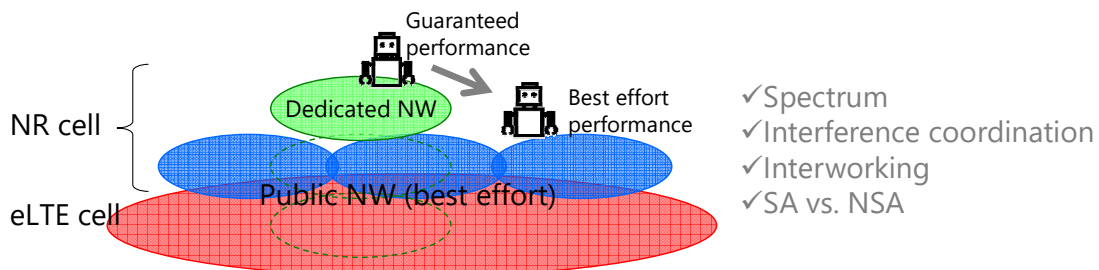 Guaranteed
performance
Dedicated NW
Best effort
performance
NR cell
Public NW (best effort)
eLTE cell
✓Spectrum
✓Interference coordination
✓Interworking
✓SA vs. NSA